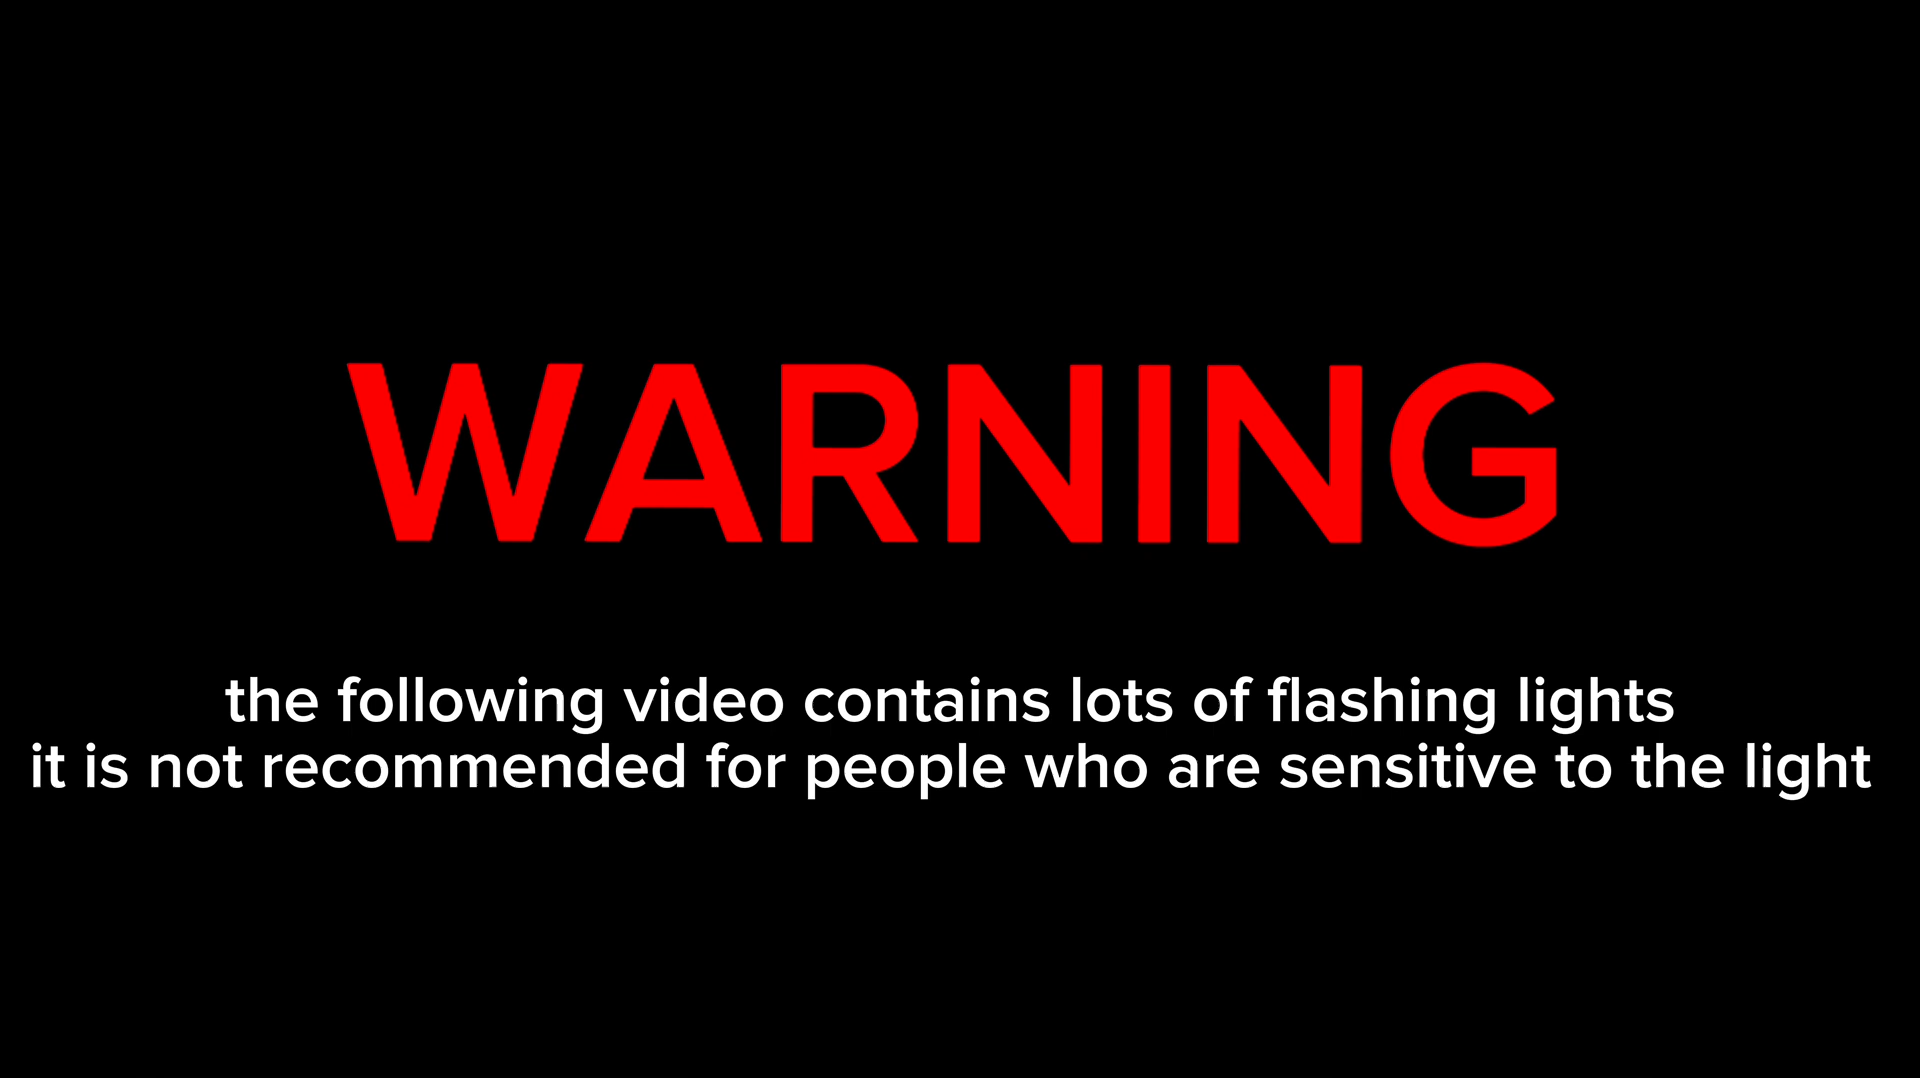 WARNING
the following video contains lots of flashing lights
it is not recommended for people who are sensitive to the light